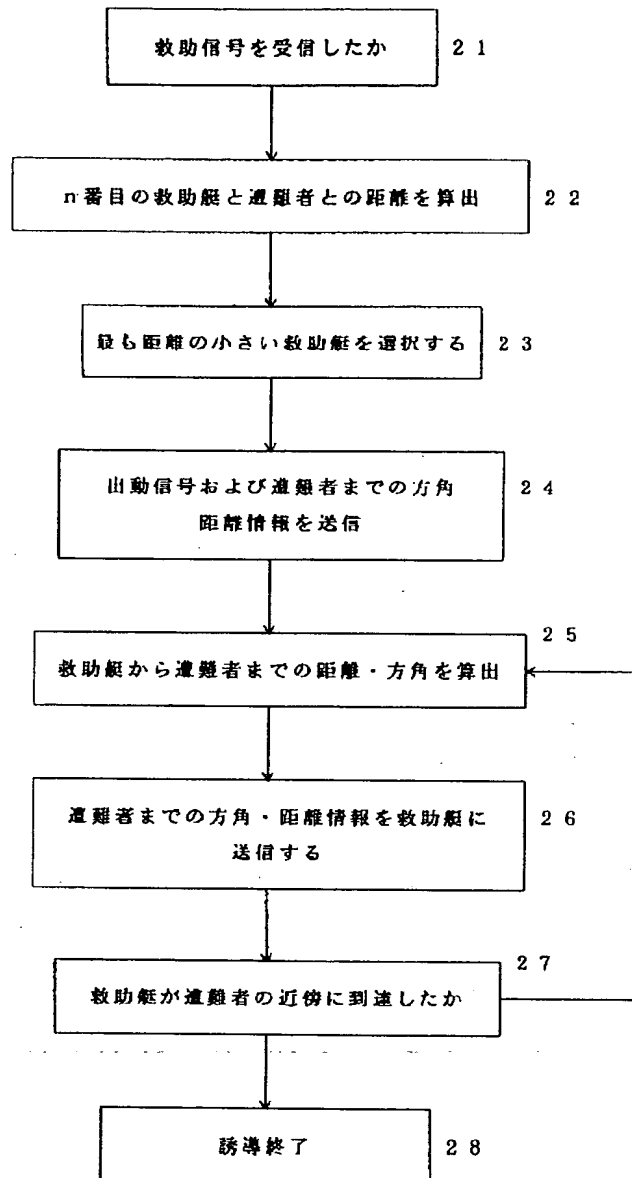 救助信号を受信したか 21
n番目の救助艇と遭難者との距離を算出 22
最も距離の小さい救助艇を選択する 23
出動信号および遭難者までの方角 24
距離情報を送信
25
救助艇から遭難者までの距離・方角を算出
遭難者までの方角・距離情報を救助艇に 26
送信する
27
救助艇が遭難者の近傍に到達したか
誘導終了 28